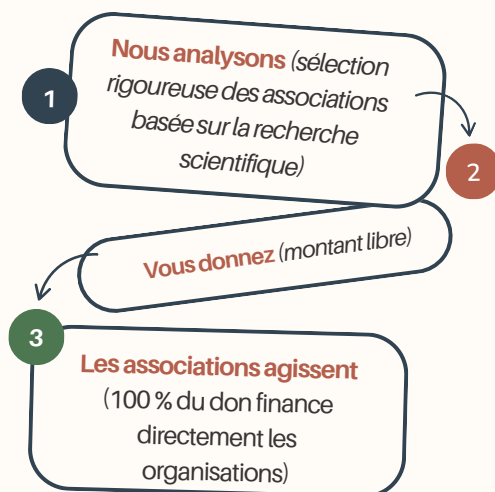 1
Nous analysons (sélection
rigoureuse des associations
basée sur la recherche
scientifique)
2
Vous donnez (montant libre)
3
Les associations agissent
(100 % du don finance
directement les
organisations)